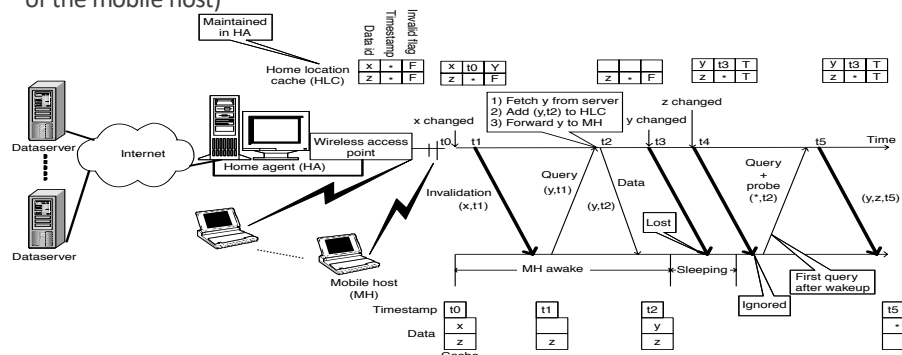 of the mobile host)
Maintained
in HA
Data id
Timestamp
Invalid flag
Home location
cache (HLC)
x * F
z * F
x t0 Y
z * F
z * F
y t3 T
z * T
y t3 T
z * T
1) Fetch y from server
2) Add (y,t2) to HLC
3) Forward y to MH
x changed
y changed
z changed
t0
t1
t2
t3
t4
t5
Time
Dataserver
Internet
Wireless access
point
Home agent (HA)
Invalidation
(x,t1)
Query
(y,t1)
Data
(y,t2)
Query
+
probe
(*,t2)
(y,z,t5)
Lost
Dataserver
Mobile host
(MH)
MH awake
Sleeping
Ignored
First query
after wakeup
Timestamp
t0
t1
t2
t5
Data
x
y
*
z
z
z
Cache